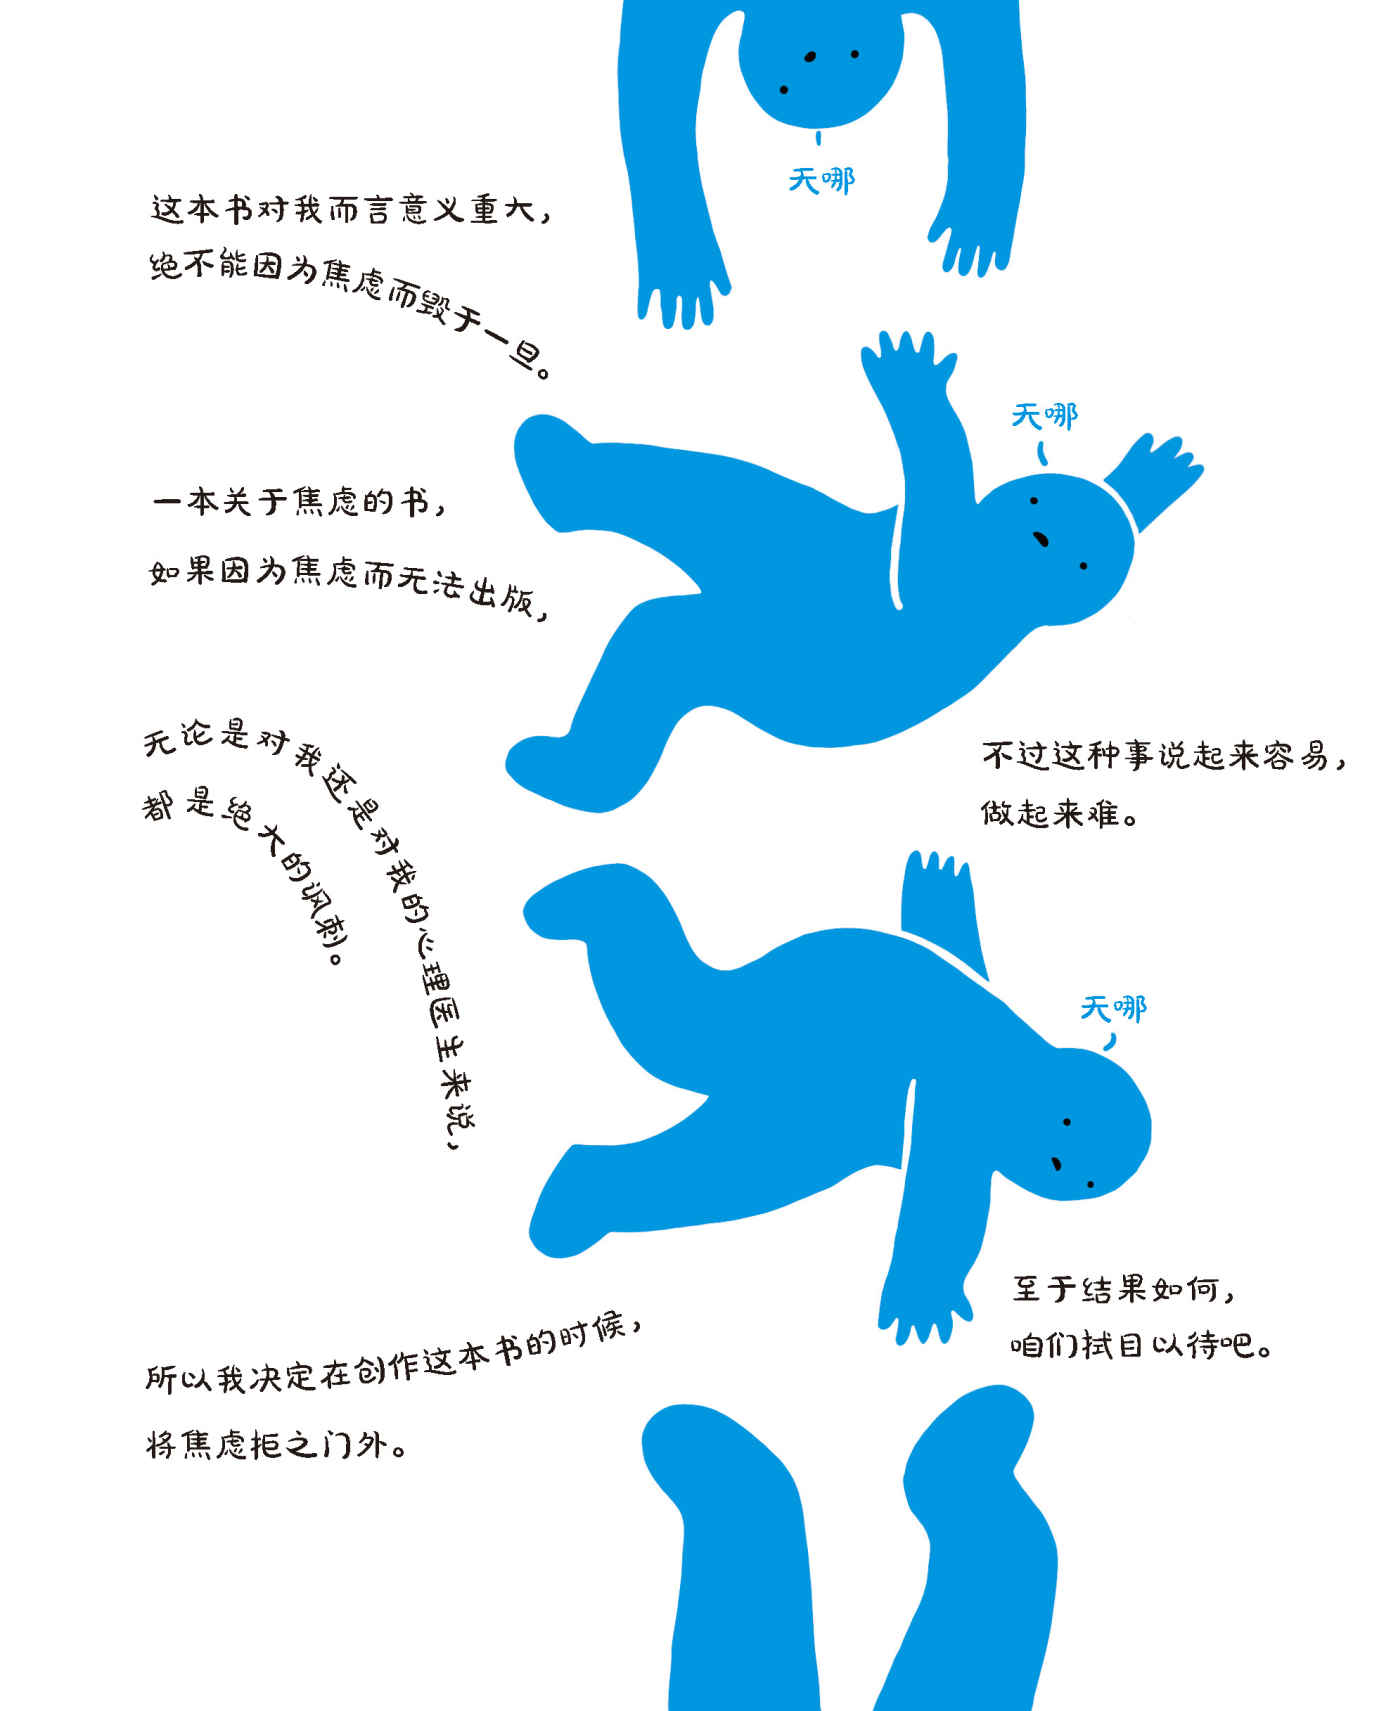 天哪
这本书对我而言意义重大，
绝不能因为焦虑而毁于一旦。
天哪
一本关于焦虑的书，
如果因为焦虑而无法出版，
无论是对我还是对我的心理医生来说，
都是绝大的讽刺。
不过这种事说起来容易，
做起来难。
天哪
所以我决定在创作这本书的时候，
将焦虑拒之门外。
至于结果如何，
咱们拭目以待吧。